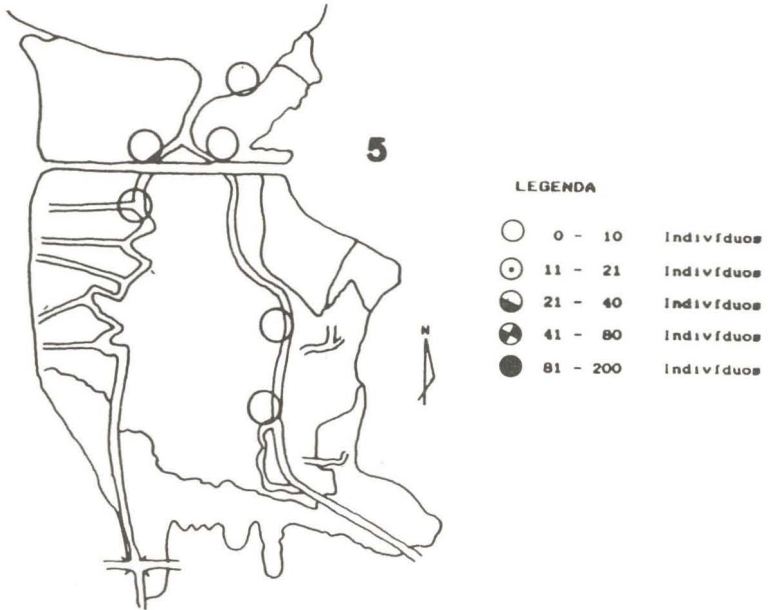 5
LEGENDA
0 - 10 Indivíduos
11 - 21 Indivíduos
21 - 40 Indivíduos
41 - 80 Indivíduos
81 - 200 Indivíduos
N